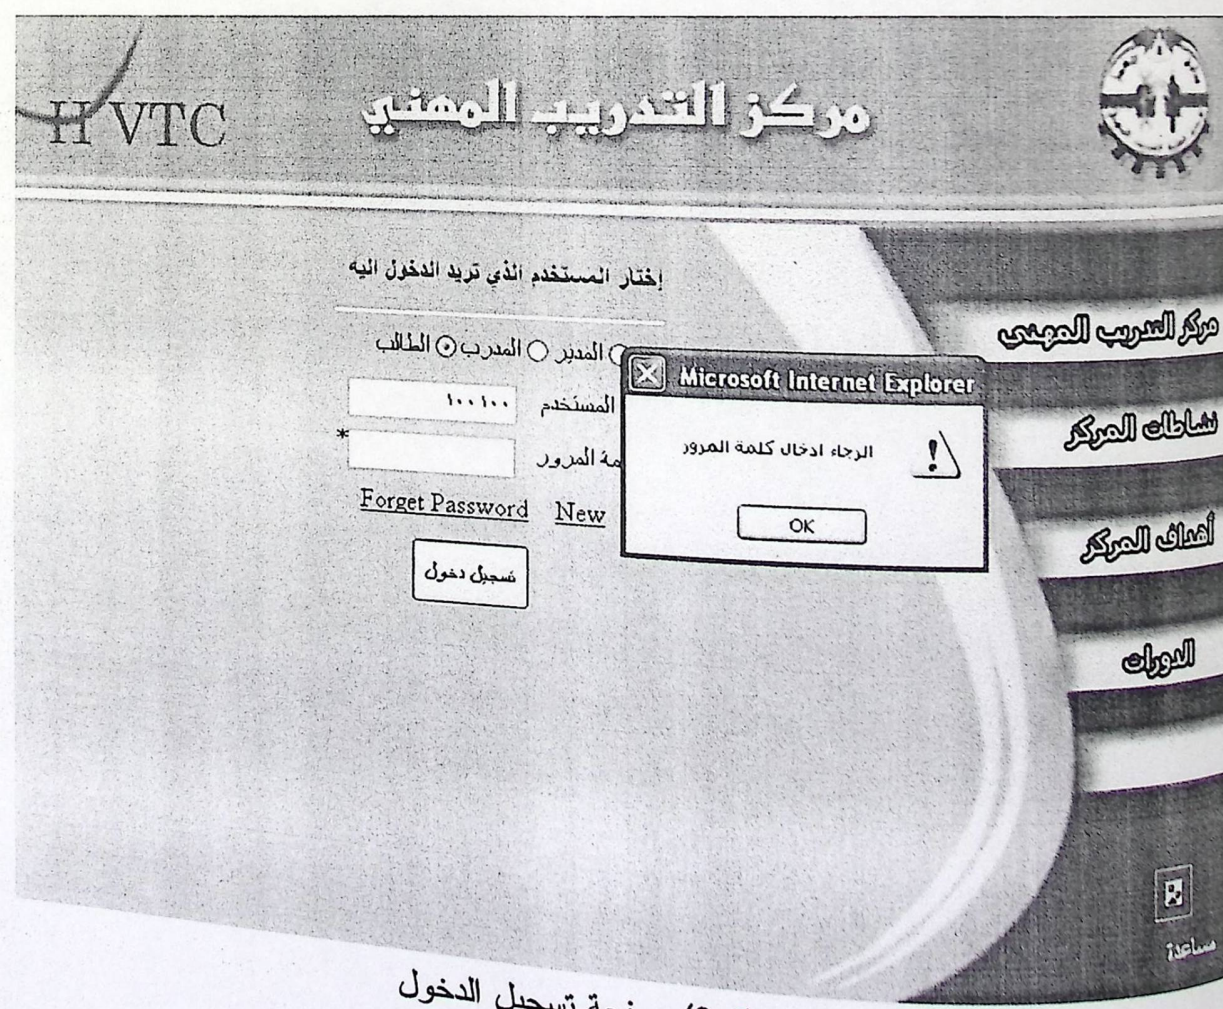 H VTC
مركز التدريب المهني
إختار المستخدم الذي تريد الدخول اليه
المدير
المدرب
الطالب
المستخدم
١٠٠١٠٠
مة المرور
*
Forget Password
New
تسجيل دخول
Microsoft Internet Explorer
الرجاء ادخال كلمة المرور
OK
مركز التدريب المهني
نشاطات المركز
أهداف المركز
الدورات
مساعدة
تسجيل الدخول